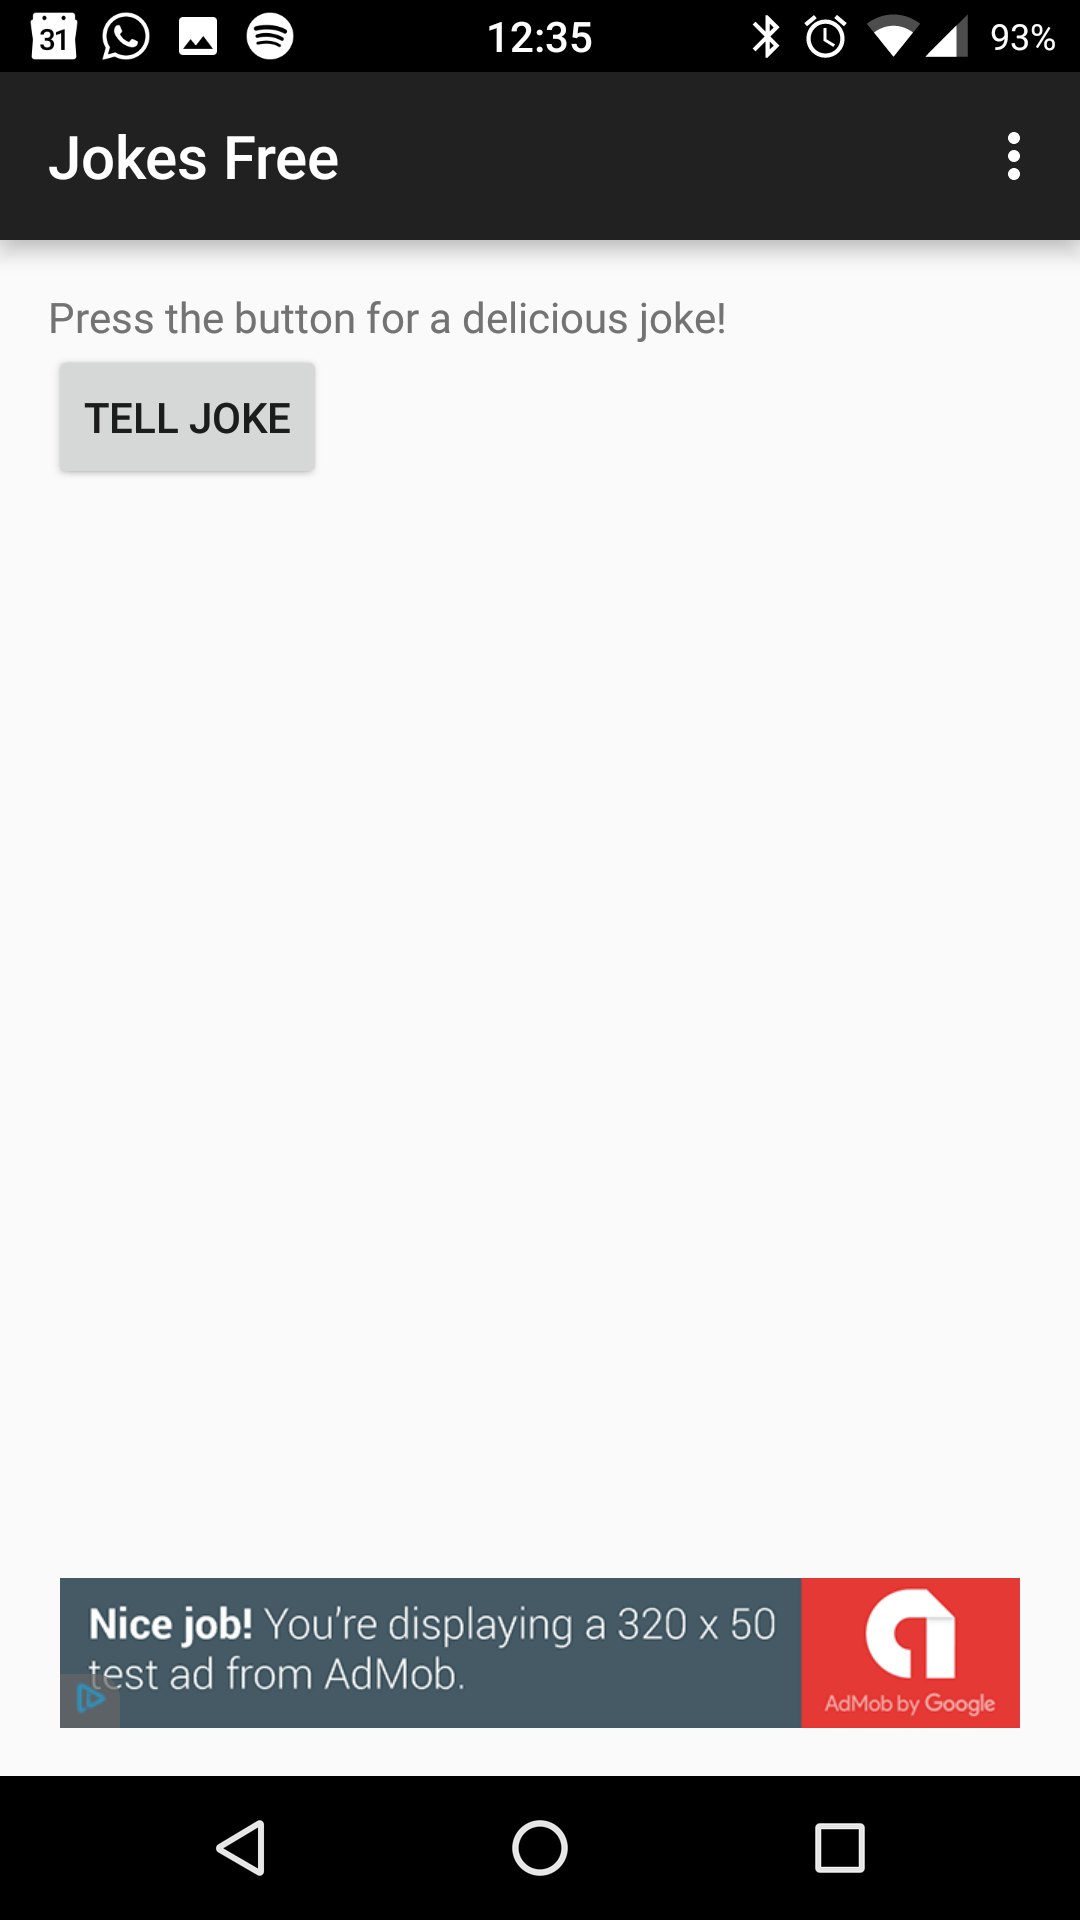 31 12:35 93%
Jokes Free
Press the button for a delicious joke!
TELL JOKE
Nice job! You're displaying a 320 x 50
test ad from AdMob.
AdMob by Google